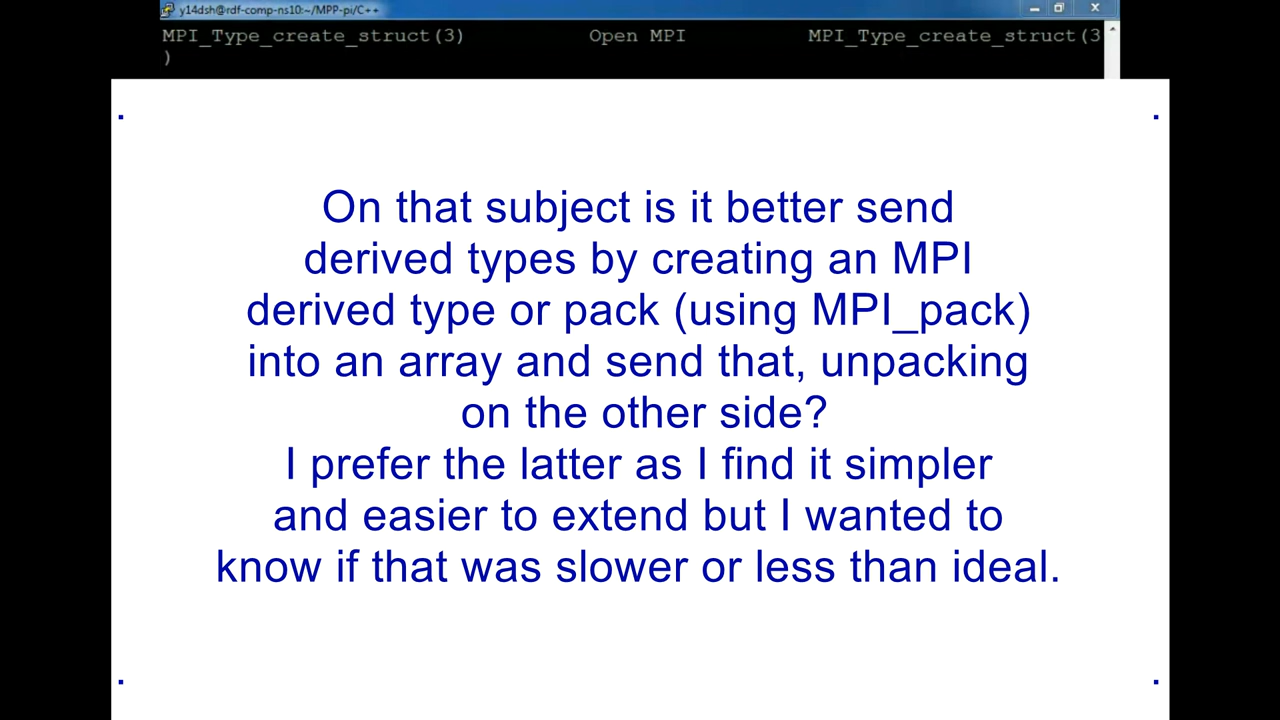 y14dsh@rdf-comp-ns10:~/MPP-pi/C++
MPI_Type_create_struct(3) Open MPI MPI_Type_create_struct(3
)
On that subject is it better send
derived types by creating an MPI
derived type or pack (using MPI_pack)
into an array and send that, unpacking
on the other side?
I prefer the latter as I find it simpler
and easier to extend but I wanted to
know if that was slower or less than ideal.